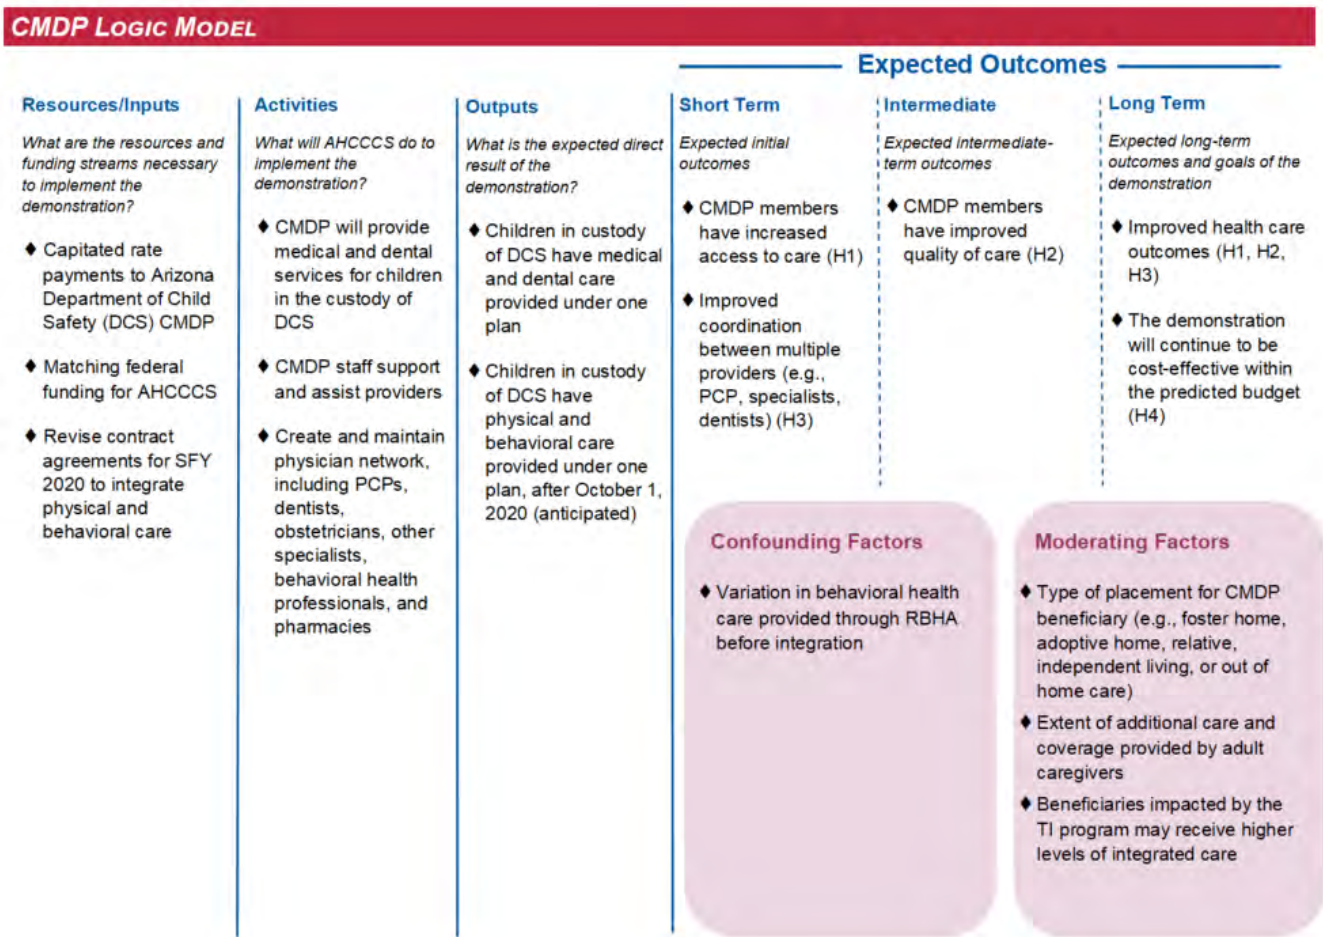 CMDP LOGIC MODEL
Expected Outcomes
Resources/Inputs
What are the resources and
funding streams necessary
to implement the
demonstration?
♦ Capitated rate
payments to Arizona
Department of Child
Safety (DCS) CMDP
♦ Matching federal
funding for AHCCCS
♦ Revise contract
agreements for SFY
2020 to integrate
physical and
behavioral care
Activities
What will AHCCCS do to
implement the
demonstration?
♦ CMDP will provide
medical and dental
services for children
in the custody of
DCS
♦ CMDP staff support
and assist providers
♦ Create and maintain
physician network,
including PCPs,
dentists,
obstetricians, other
specialists,
behavioral health
professionals, and
pharmacies
Outputs
What is the expected direct
result of the
demonstration?
♦ Children in custody
of DCS have medical
and dental care
provided under one
plan
♦ Children in custody
of DCS have
physical and
behavioral care
provided under one
plan, after October 1,
2020 (anticipated)
Short Term
Expected initial
outcomes
♦ CMDP members
have increased
access to care (H1)
♦ Improved
coordination
between multiple
providers (e.g.,
PCP, specialists,
dentists) (H3)
Intermediate
Expected intermediate-
term outcomes
♦ CMDP members
have improved
quality of care (H2)
Long Term
Expected long-term
outcomes and goals of the
demonstration
♦ Improved health care
outcomes (H1, H2,
H3)
♦ The demonstration
will continue to be
cost-effective within
the predicted budget
(H4)
Confounding Factors
♦ Variation in behavioral health
care provided through RBHA
before integration
Moderating Factors
♦ Type of placement for CMDP
beneficiary (e.g., foster home,
adoptive home, relative,
independent living, or out of
home care)
♦ Extent of additional care and
coverage provided by adult
caregivers
♦ Beneficiaries impacted by the
TI program may receive higher
levels of integrated care